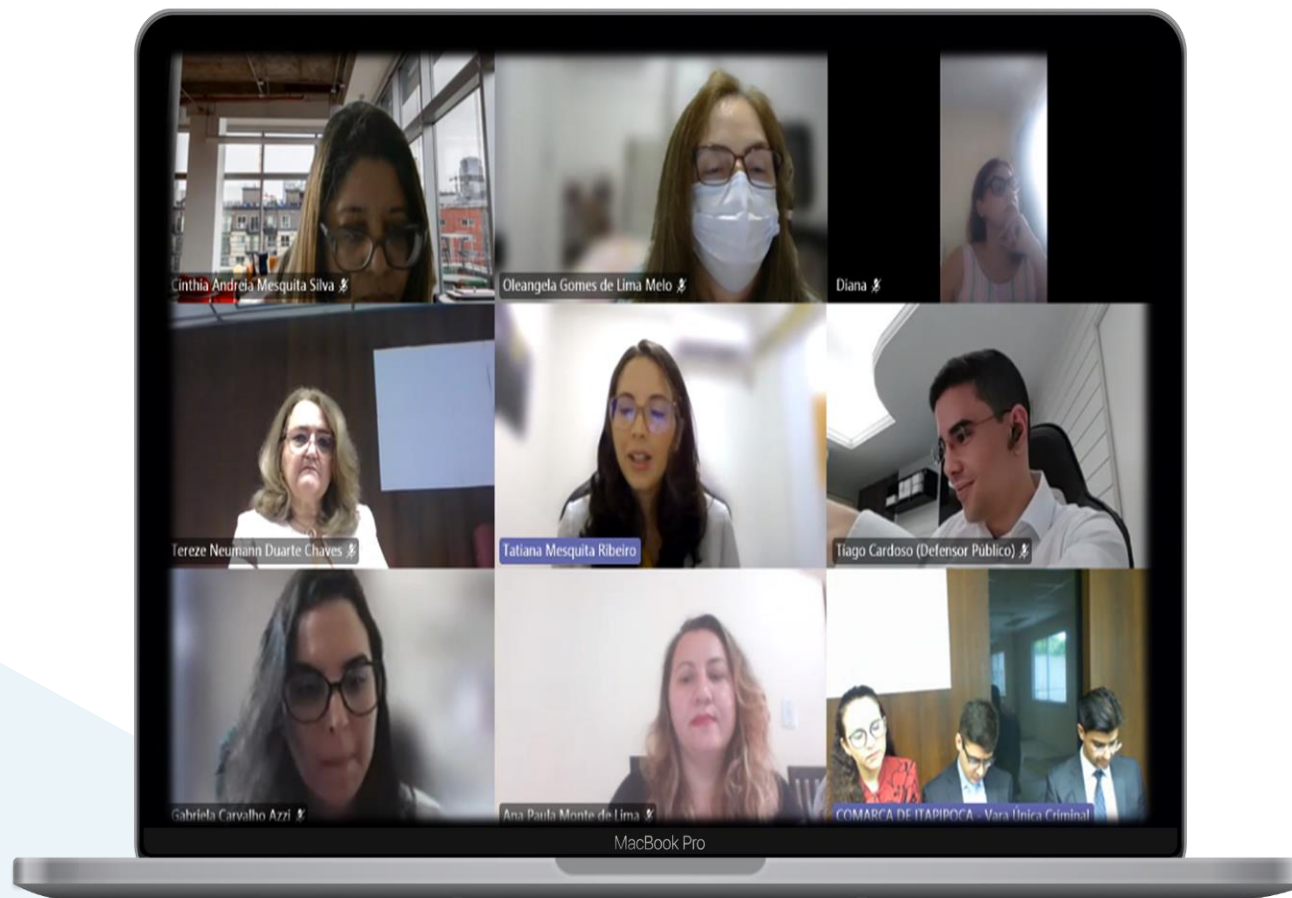 Cinthia Andreia Mesquita Silva
Oleangela Gomes de Lima Melo
Diana
Tereze Neumann Duarte Chaves
Tatiana Mesquita Ribeiro
Tiago Cardoso (Defensor Público)
Gabriela Carvalho Azzi
Ana Paula Monte de Lima
COMARCA DE ITAPIPOCA - Vara Única Criminal
MacBook Pro